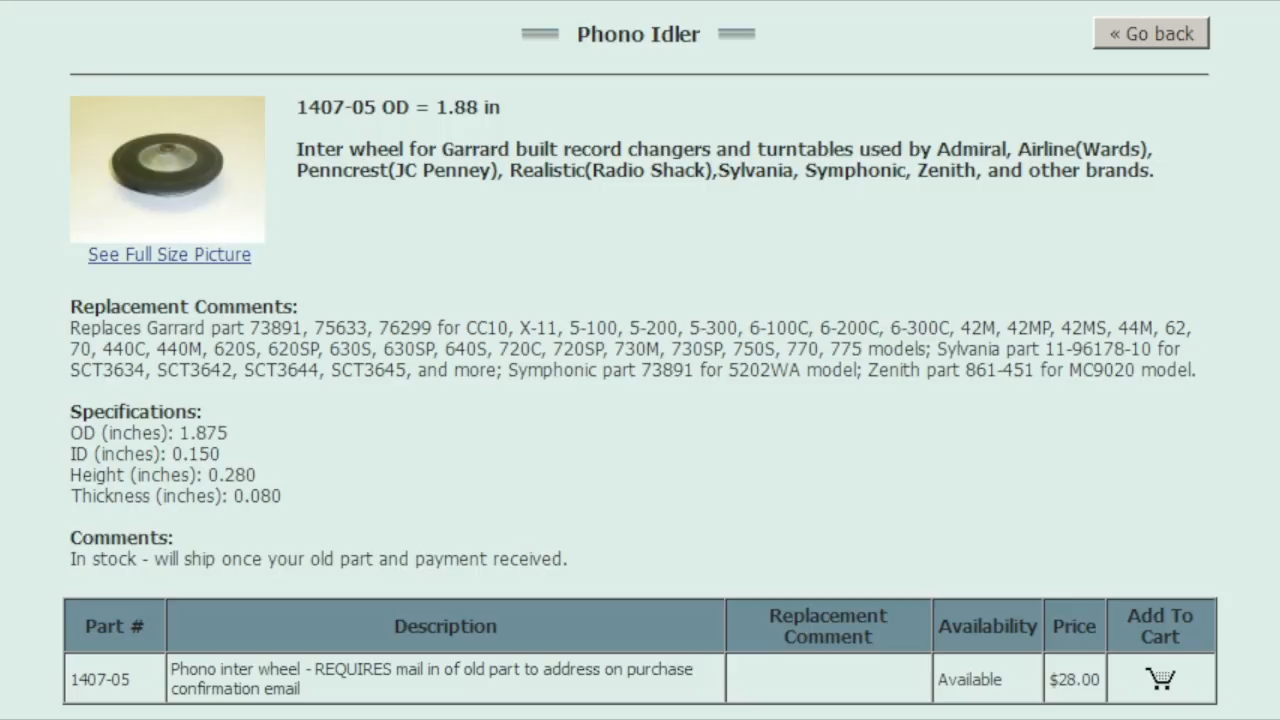 Phono Idler
« Go back
1407-05 OD = 1.88 in
Inter wheel for Garrard built record changers and turntables used by Admiral, Airline(Wards),
Penncrest(JC Penney), Realistic(Radio Shack),Sylvania, Symphonic, Zenith, and other brands.
See Full Size Picture
Replacement Comments:
Replaces Garrard part 73891, 75633, 76299 for CC10, X-11, 5-100, 5-200, 5-300, 6-100C, 6-200C, 6-300C, 42M, 42MP, 42MS, 44M, 62,
70, 440C, 440M, 620S, 620SP, 630S, 630SP, 640S, 720C, 720SP, 730M, 730SP, 750S, 770, 775 models; Sylvania part 11-96178-10 for
SCT3634, SCT3642, SCT3644, SCT3645, and more; Symphonic part 73891 for 5202WA model; Zenith part 861-451 for MC9020 model.
Specifications:
OD (inches): 1.875
ID (inches): 0.150
Height (inches): 0.280
Thickness (inches): 0.080
Comments:
In stock - will ship once your old part and payment received.
Part #
Description
Replacement
Comment
Availability
Price
Add To
Cart
1407-05
Phono inter wheel - REQUIRES mail in of old part to address on purchase
confirmation email
Available
$28.00